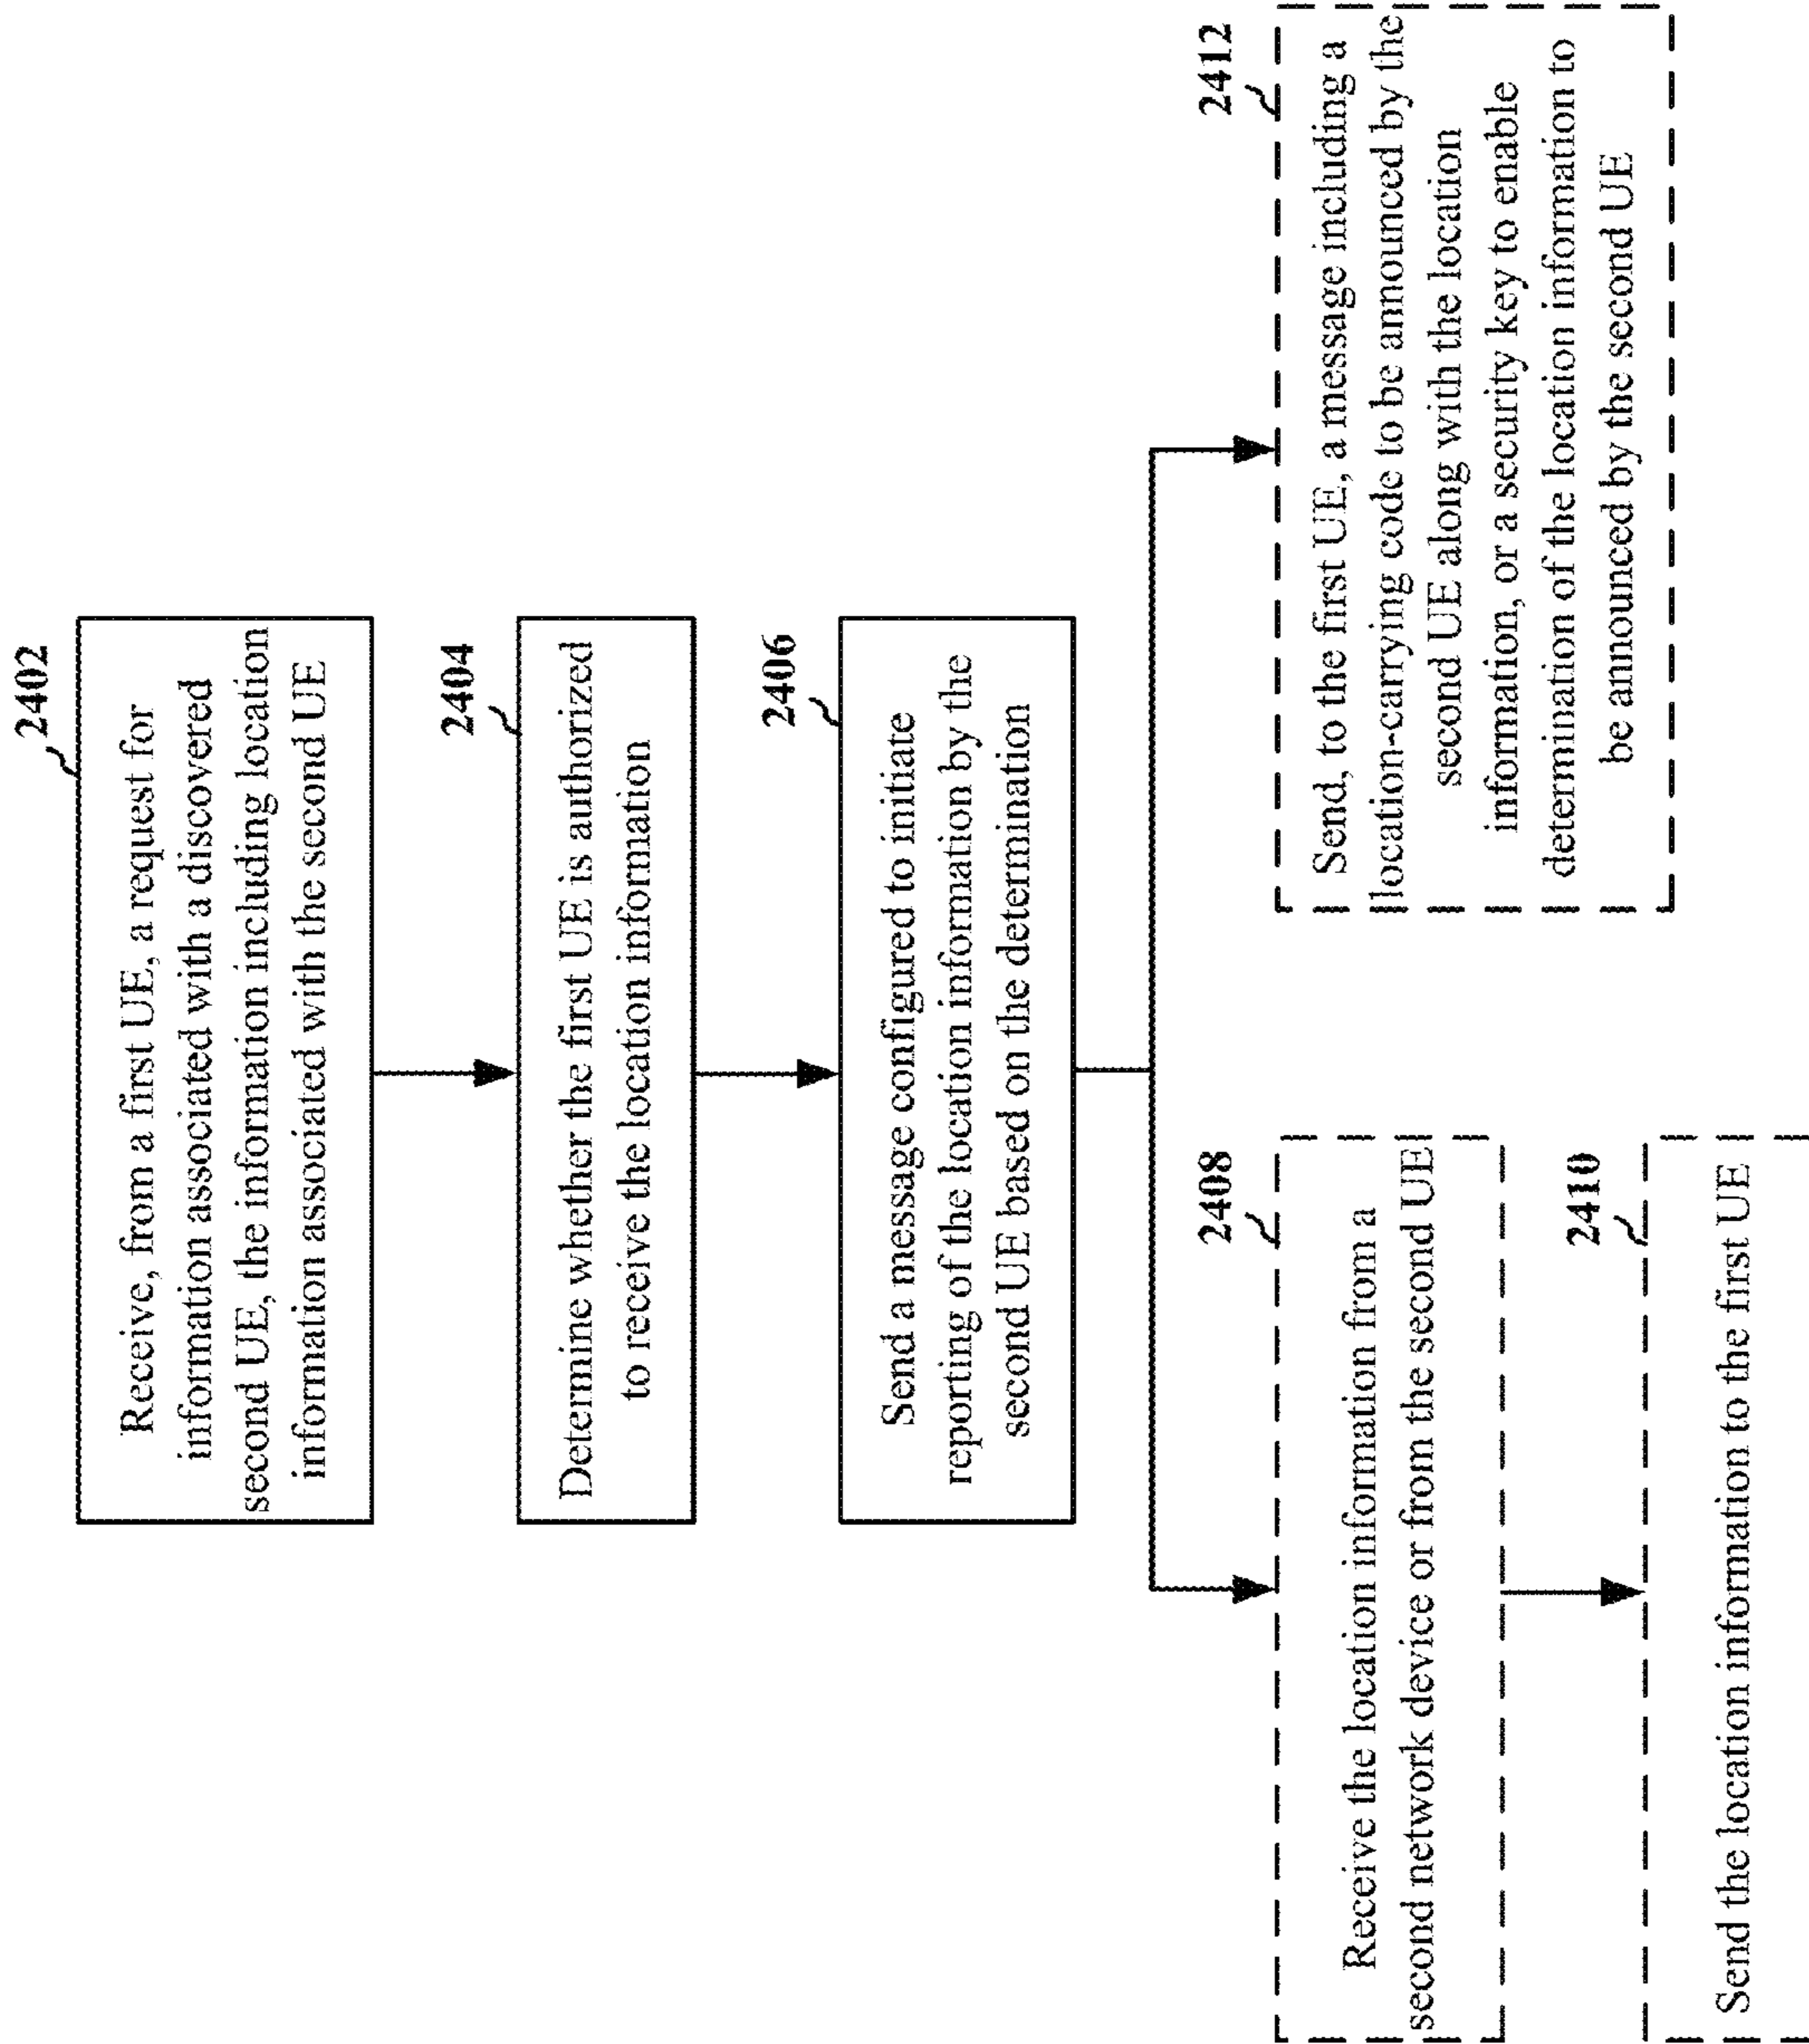 2402
Receive, from a first UE, a request for
information associated with a discovered
second UE, the information including location
information associated with the second UE
2404
Determine whether the first UE is authorized
to receive the location information
2406
Send a message configured to initiate
reporting of the location information by the
second UE based on the determination
2408
Receive the location information from a
second network device or from the second UE
2410
Send the location information to the first UE
2412
Send, to the first UE, a message including a
location-carrying code to be announced by the
second UE along with the location
information, or a security key to enable
determination of the location information to
be announced by the second UE